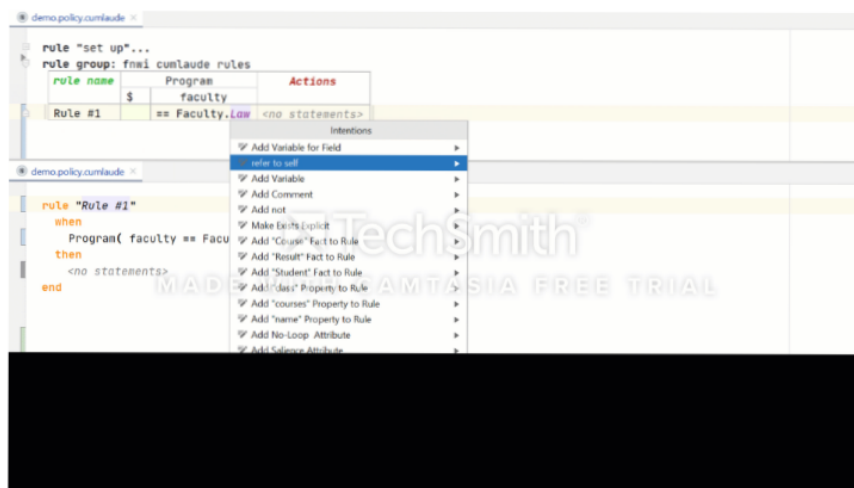 demo.policy.cumlaude
rule "set up"...
rule group: fnwi cumlaude rules
rule name Program Actions
$ faculty
Rule #1 == Faculty.Law <no statements>
Intentions
Add Variable for Field
refer to self
demo.policy.cumlaude
Add Variable
Add Comment
rule "Rule #1"
Add not
when
Make Exists Explicit
Program( faculty == Facu
Add "Course" Fact to Rule
then
Add "Result" Fact to Rule
<no statements>
Add "Student" Fact to Rule
end
Add "class" Property to Rule
Add "courses" Property to Rule
Add "name" Property to Rule
Add No-Loop Attribute
Add Salience Attribute
TechSmith
MADE WITH CAMTASIA FREE TRIAL